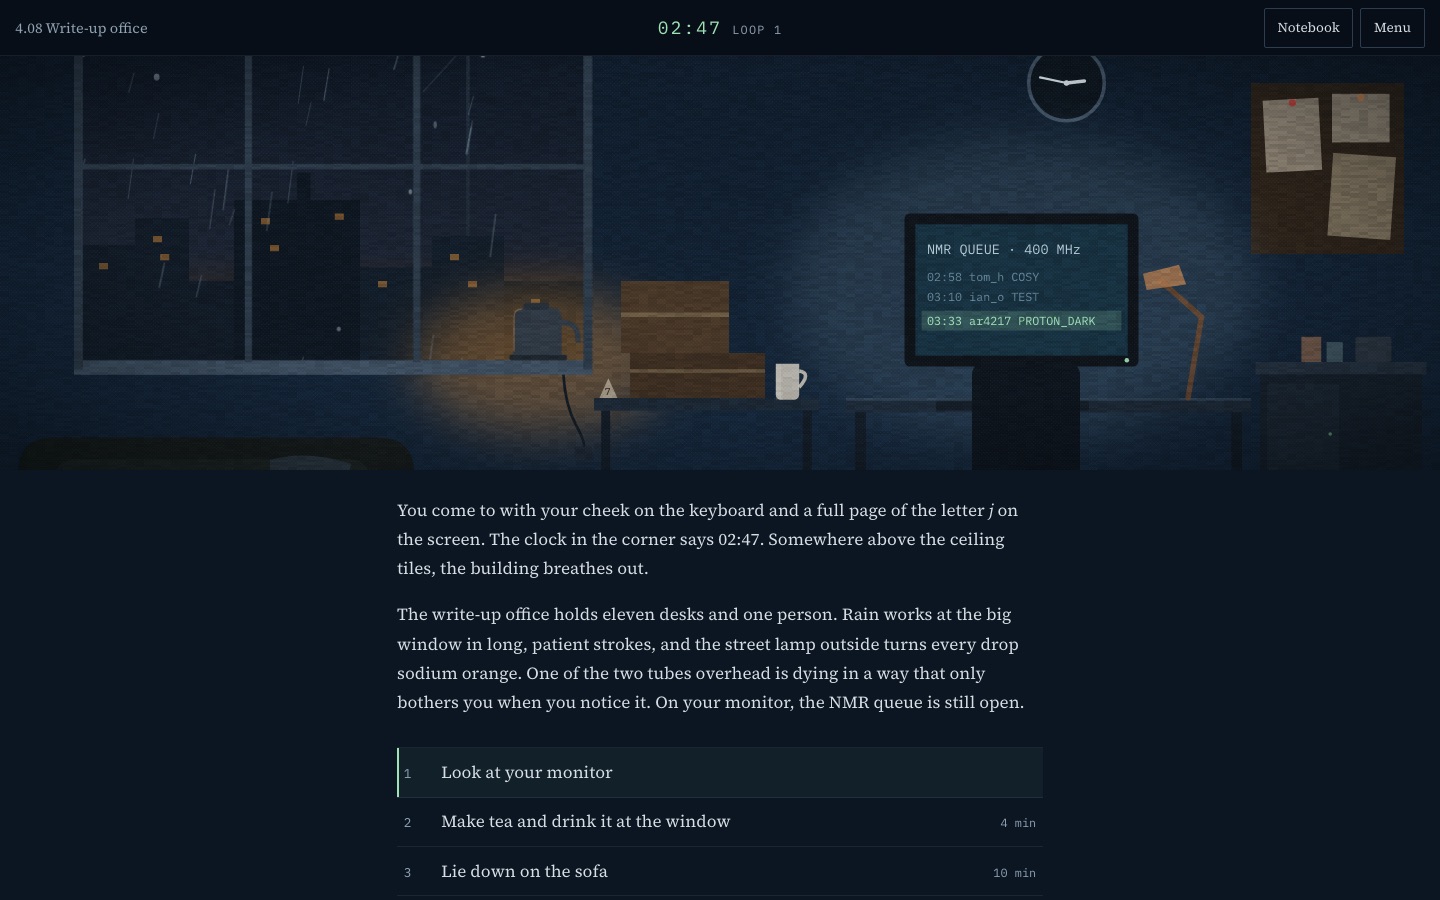 4.08 Write-up office
02:47 LOOP 1
Notebook
Menu
NMR QUEUE · 400 MHz
02:58 tom_h COSY
03:10 ian_o TEST
03:33 ar4217 PROTON_DARK
7
You come to with your cheek on the keyboard and a full page of the letter j on
the screen. The clock in the corner says 02:47. Somewhere above the ceiling
tiles, the building breathes out.
The write-up office holds eleven desks and one person. Rain works at the big
window in long, patient strokes, and the street lamp outside turns every drop
sodium orange. One of the two tubes overhead is dying in a way that only
bothers you when you notice it. On your monitor, the NMR queue is still open.
1 Look at your monitor
2 Make tea and drink it at the window 4 min
3 Lie down on the sofa 10 min